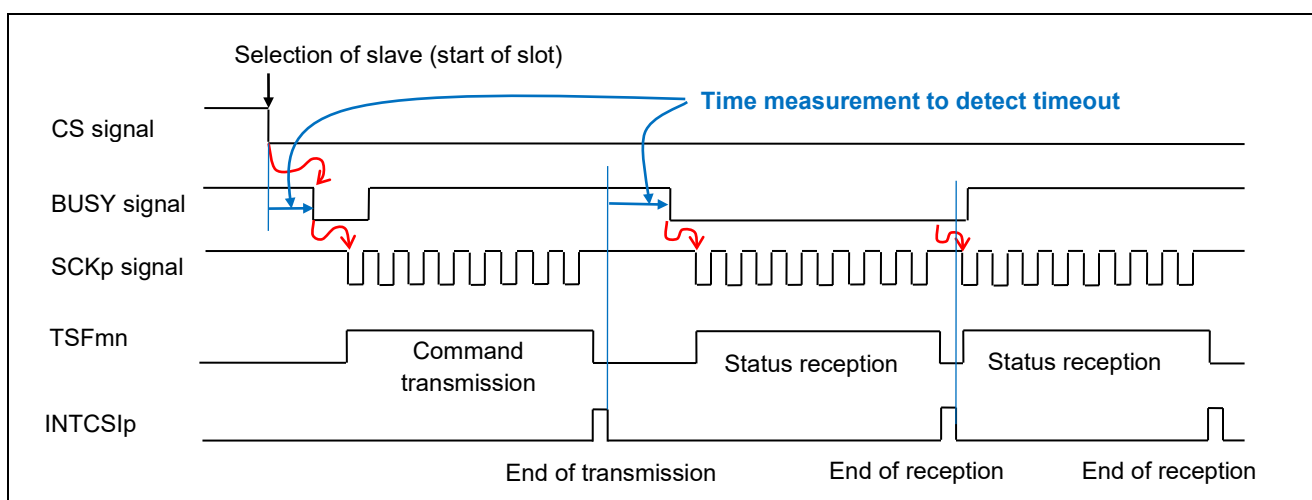 Selection of slave (start of slot)
Time measurement to detect timeout
CS signal
BUSY signal
SCKp signal
TSFmn
Command
transmission
Status reception
Status reception
INTCSIp
End of transmission
End of reception
End of reception